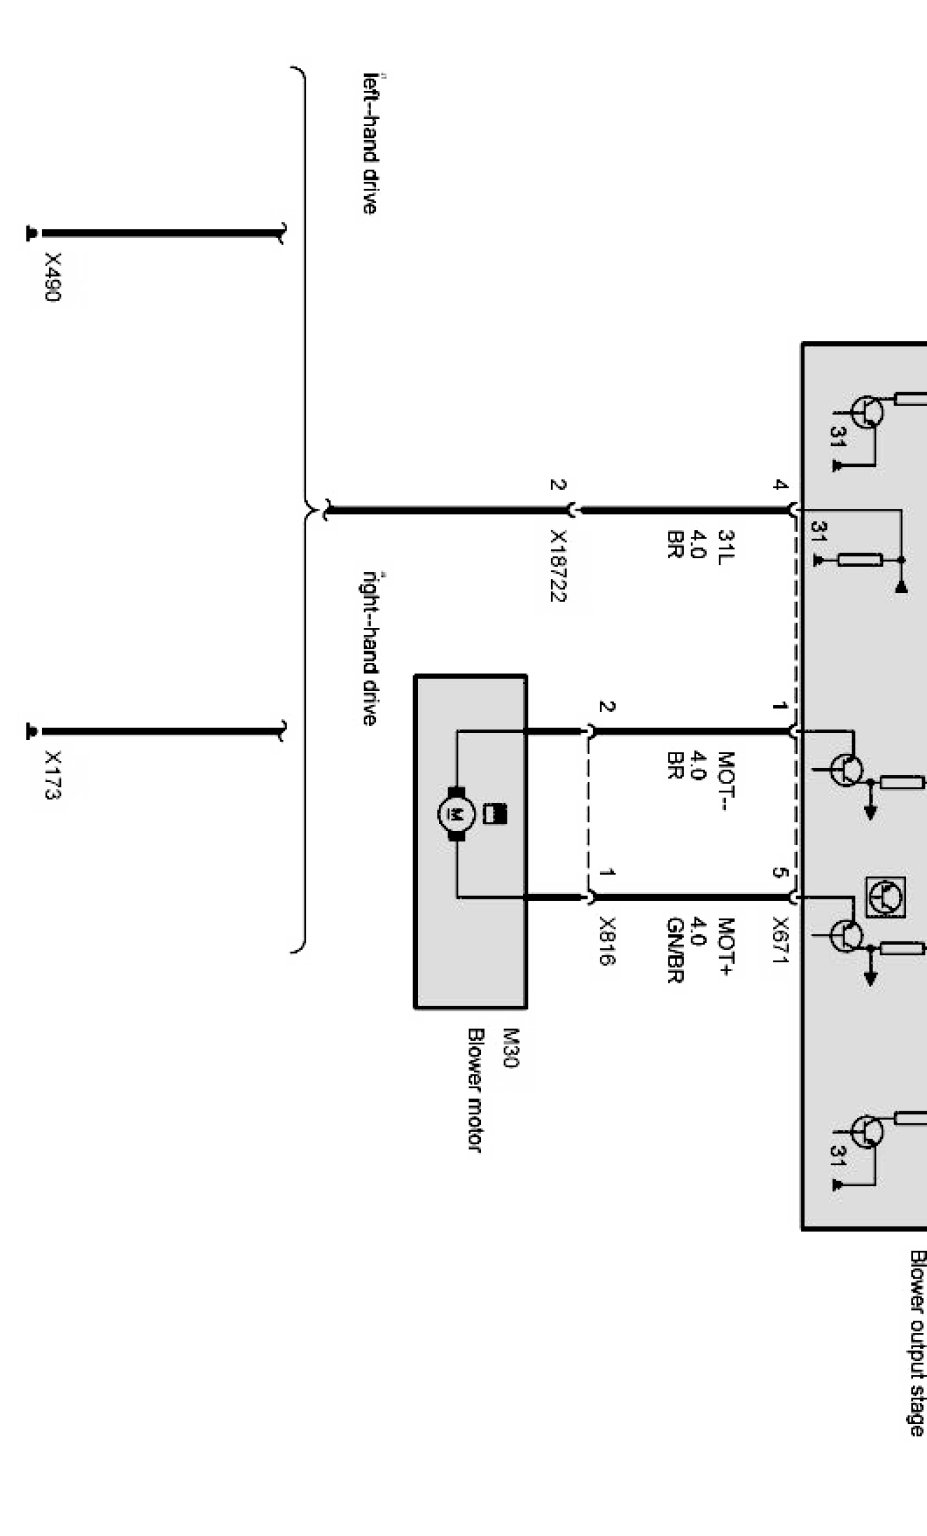 Blower output stage
31
31
31
4
1
5
X671
31L
4.0
BR
MOT--
4.0
BR
MOT+
4.0
GN/BR
2
1
X816
2
X18722
M30
Blower motor
M
left--hand drive
right--hand drive
X490
X173